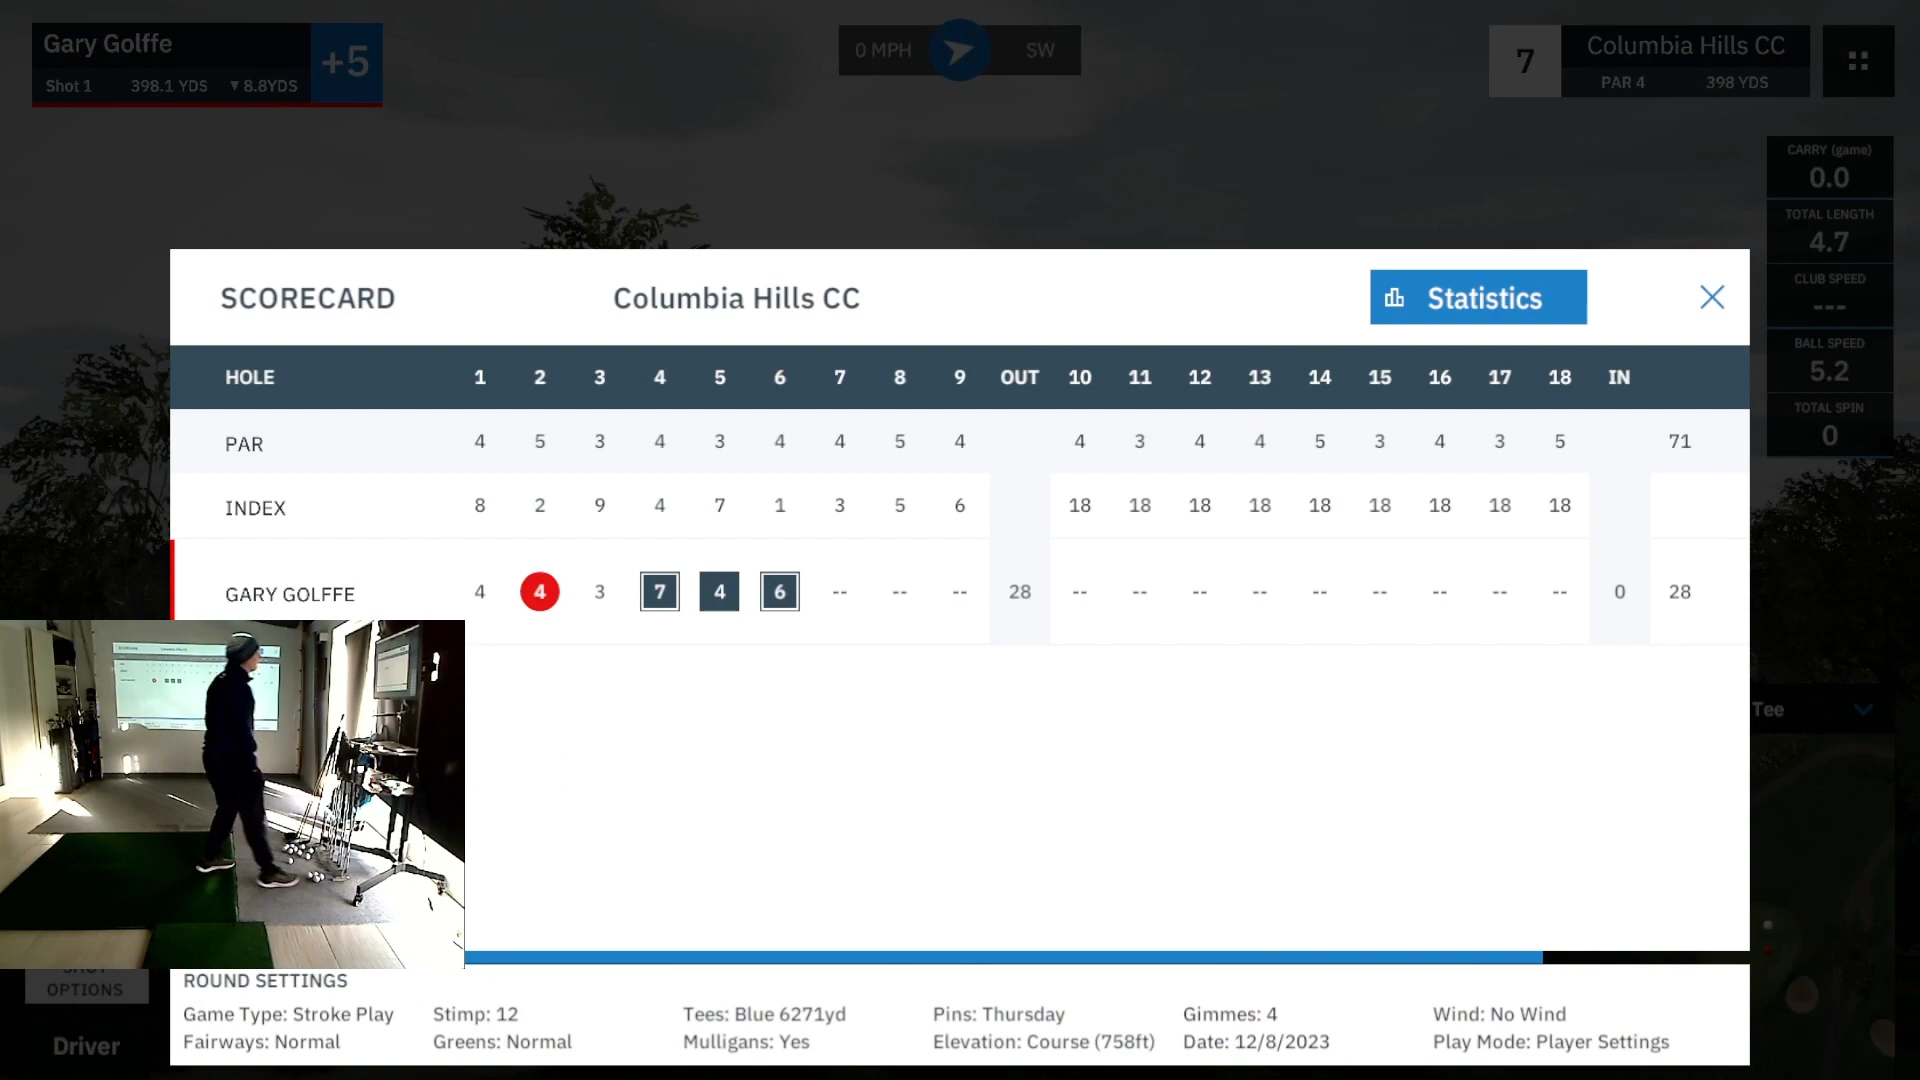 Gary Golffe
+5
Shot 1 398.1 YDS ▼8.8YDS
0 MPH SW
7
Columbia Hills CC
PAR 4 398 YDS
CARRY (game)
0.0
TOTAL LENGTH
4.7
CLUB SPEED
---
BALL SPEED
5.2
TOTAL SPIN
0
SCORECARD Columbia Hills CC Statistics
HOLE 1 2 3 4 5 6 7 8 9 OUT 10 11 12 13 14 15 16 17 18 IN
PAR 4 5 3 4 3 4 4 5 4 4 3 4 4 5 3 4 3 5 71
INDEX 8 2 9 4 7 1 3 5 6 18 18 18 18 18 18 18 18 18
GARY GOLFFE 4 4 3 7 4 6 -- -- -- 28 -- -- -- -- -- -- -- -- -- 0 28
Tee
OPTIONS
Driver
ROUND SETTINGS
Game Type: Stroke Play Stimp: 12 Tees: Blue 6271yd Pins: Thursday Gimmes: 4 Wind: No Wind
Fairways: Normal Greens: Normal Mulligans: Yes Elevation: Course (758ft) Date: 12/8/2023 Play Mode: Player Settings